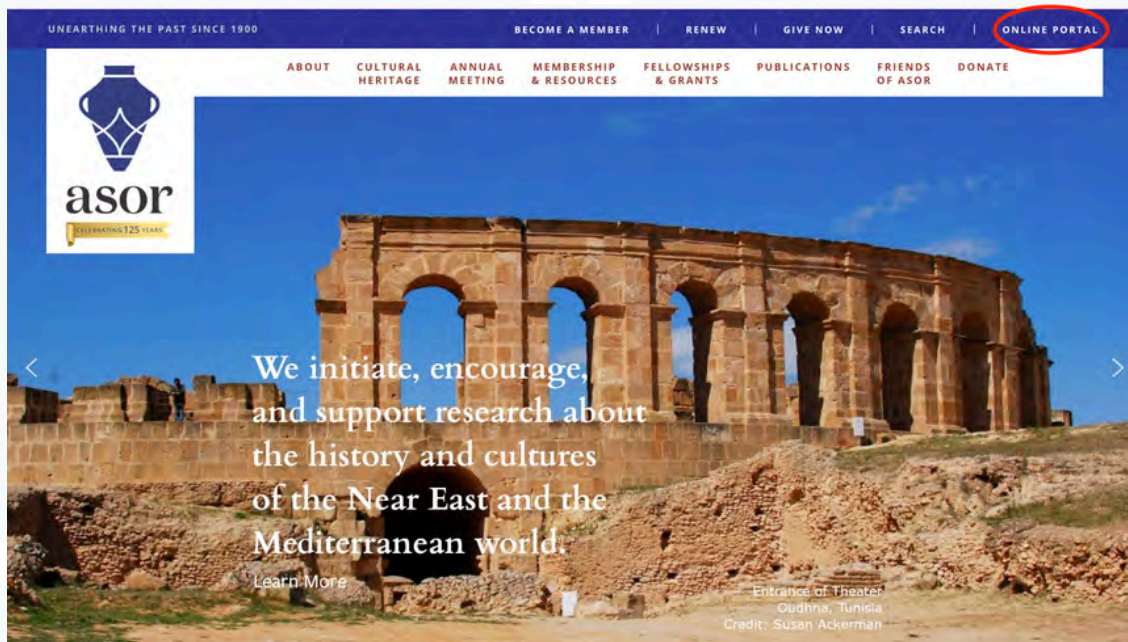 UNEARTHING THE PAST SINCE 1900
BECOME A MEMBER | RENEW | GIVE NOW | SEARCH | ONLINE PORTAL
ABOUT
CULTURAL
HERITAGE
ANNUAL
MEETING
MEMBERSHIP
& RESOURCES
FELLOWSHIPS
& GRANTS
PUBLICATIONS
FRIENDS
OF ASOR
DONATE
asor
CELEBRATING 125 YEARS
We initiate, encourage,
and support research about
the history and cultures
of the Near East and the
Mediterranean world.
Learn More
Entrance of Theater
Oudhna, Tunisia
Credit: Susan Ackerman